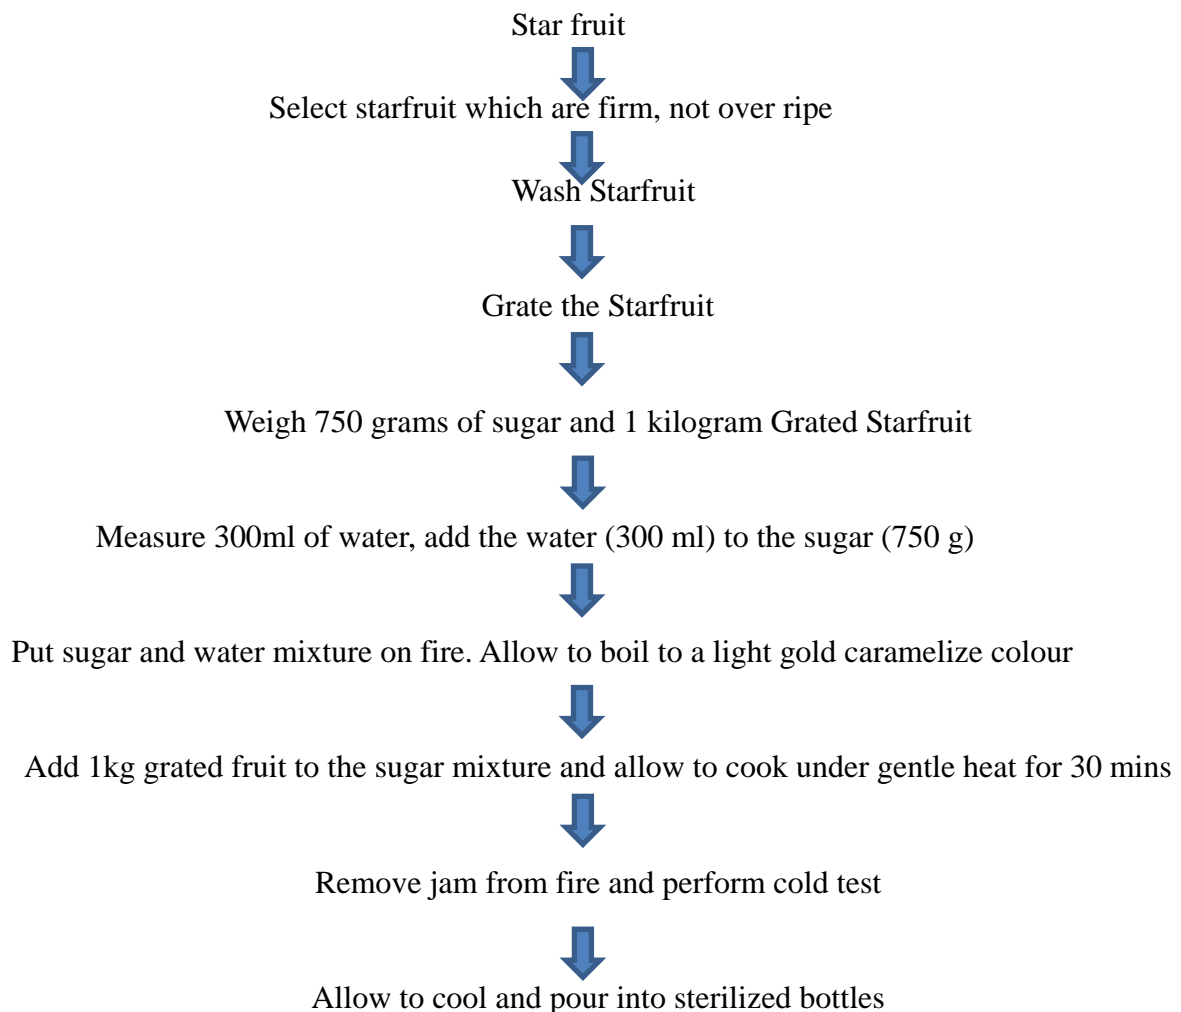 Star fruit
Select starfruit which are firm, not over ripe
Wash Starfruit
Grate the Starfruit
Weigh 750 grams of sugar and 1 kilogram Grated Starfruit
Measure 300ml of water, add the water (300 ml) to the sugar (750 g)
Put sugar and water mixture on fire. Allow to boil to a light gold caramelize colour
Add 1kg grated fruit to the sugar mixture and allow to cook under gentle heat for 30 mins
Remove jam from fire and perform cold test
Allow to cool and pour into sterilized bottles